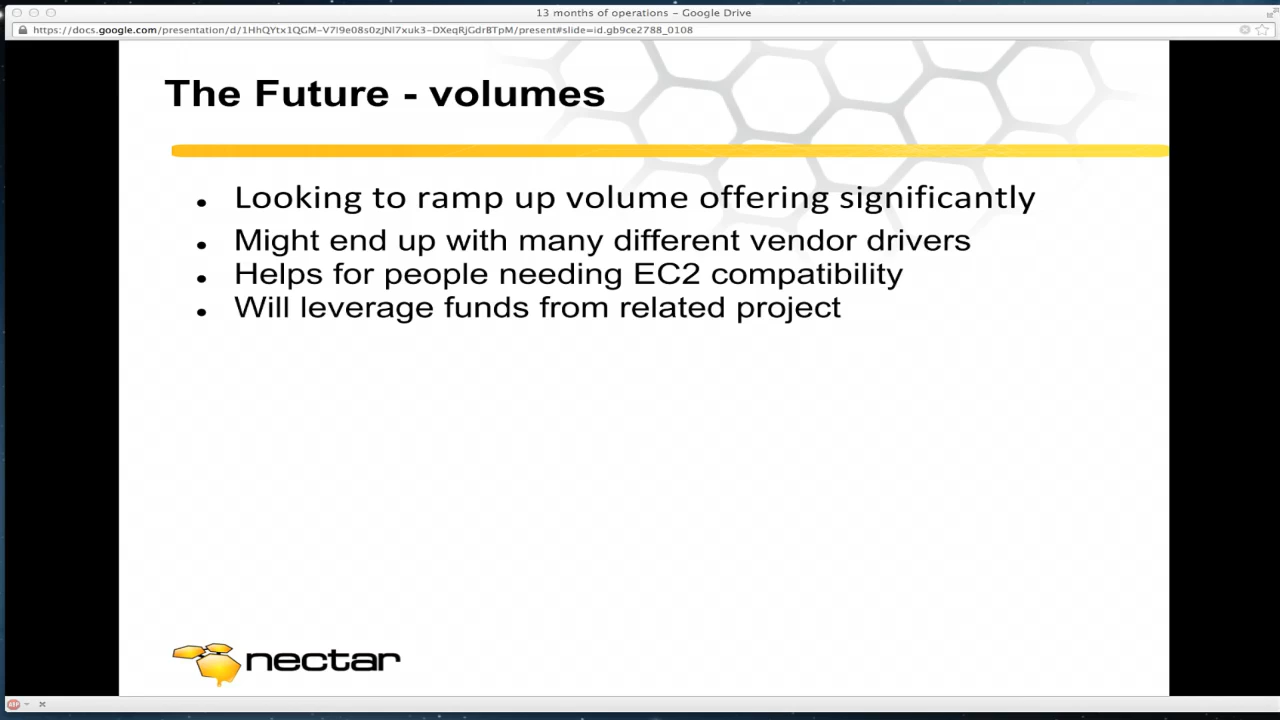 13 months of operations - Google Drive
https://docs.google.com/presentation/d/1HhQYtx1QGM-V7l9e08s0zJNl7xuk3-DXeqRjGdrBTpM/present#slide=id.gb9ce2788_0108
The Future - volumes
Looking to ramp up volume offering significantly
Might end up with many different vendor drivers
Helps for people needing EC2 compatibility
Will leverage funds from related project
nectar
ABP